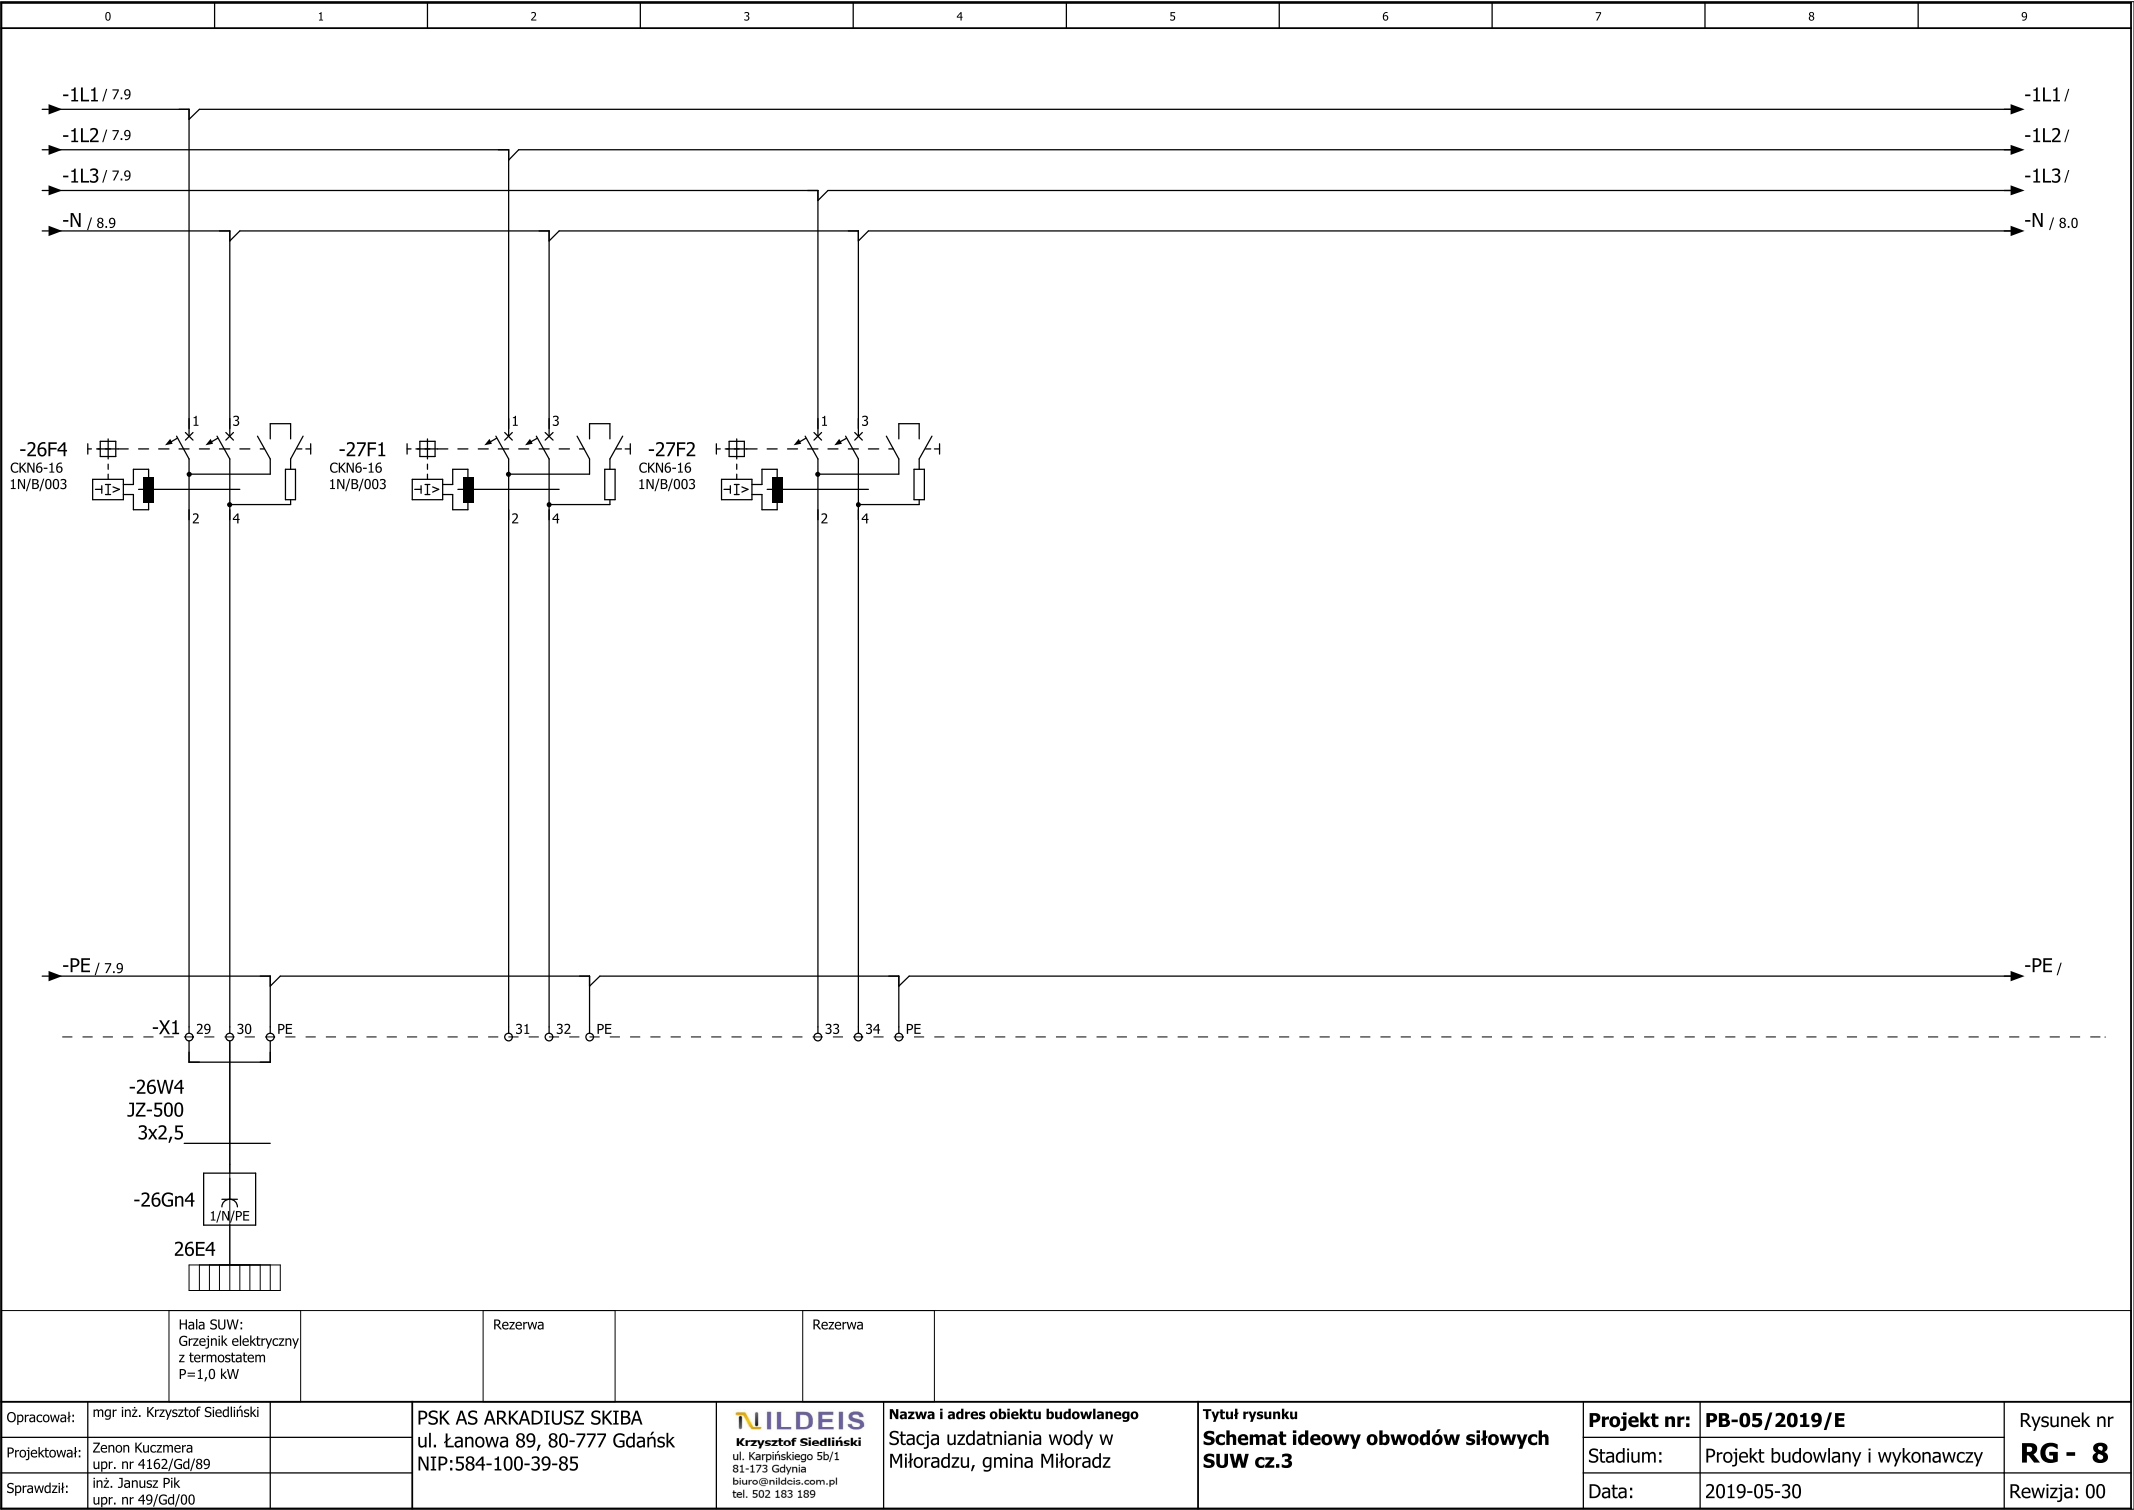 0 1 2 3 4 5 6 7 8 9
-1L1 / 7.9 -1L1 /
-1L2 / 7.9 -1L2 /
-1L3 / 7.9 -1L3 /
-N / 8.9 -N / 8.0
1 3 1 3 1 3
-26F4 -27F1 -27F2
CKN6-16 CKN6-16 CKN6-16
1N/B/003 1N/B/003 1N/B/003
I> I> I>
2 4 2 4 2 4
-PE / 7.9 -PE /
-X1 29 30 PE 31 32 PE 33 34 PE
-26W4
JZ-500
3x2,5
-26Gn4
1/N/PE
26E4
Hala SUW: Rezerwa Rezerwa
Grzejnik elektryczny
z termostatem
P=1,0 kW
Opracował: mgr inż. Krzysztof Siedliński
Projektował: Zenon Kuczmera
upr. nr 4162/Gd/89
Sprawdził: inż. Janusz Pik
upr. nr 49/Gd/00
PSK AS ARKADIUSZ SKIBA
ul. Łanowa 89, 80-777 Gdańsk
NIP:584-100-39-85
NILDEIS
Krzysztof Siedliński
ul. Karpińskiego 5b/1
81-173 Gdynia
biuro@nildcis.com.pl
tel. 502 183 189
Nazwa i adres obiektu budowlanego
Stacja uzdatniania wody w
Miłoradzu, gmina Miłoradz
Tytuł rysunku
Schemat ideowy obwodów siłowych
SUW cz.3
Projekt nr: PB-05/2019/E
Stadium: Projekt budowlany i wykonawczy
Data: 2019-05-30
Rysunek nr
RG - 8
Rewizja: 00